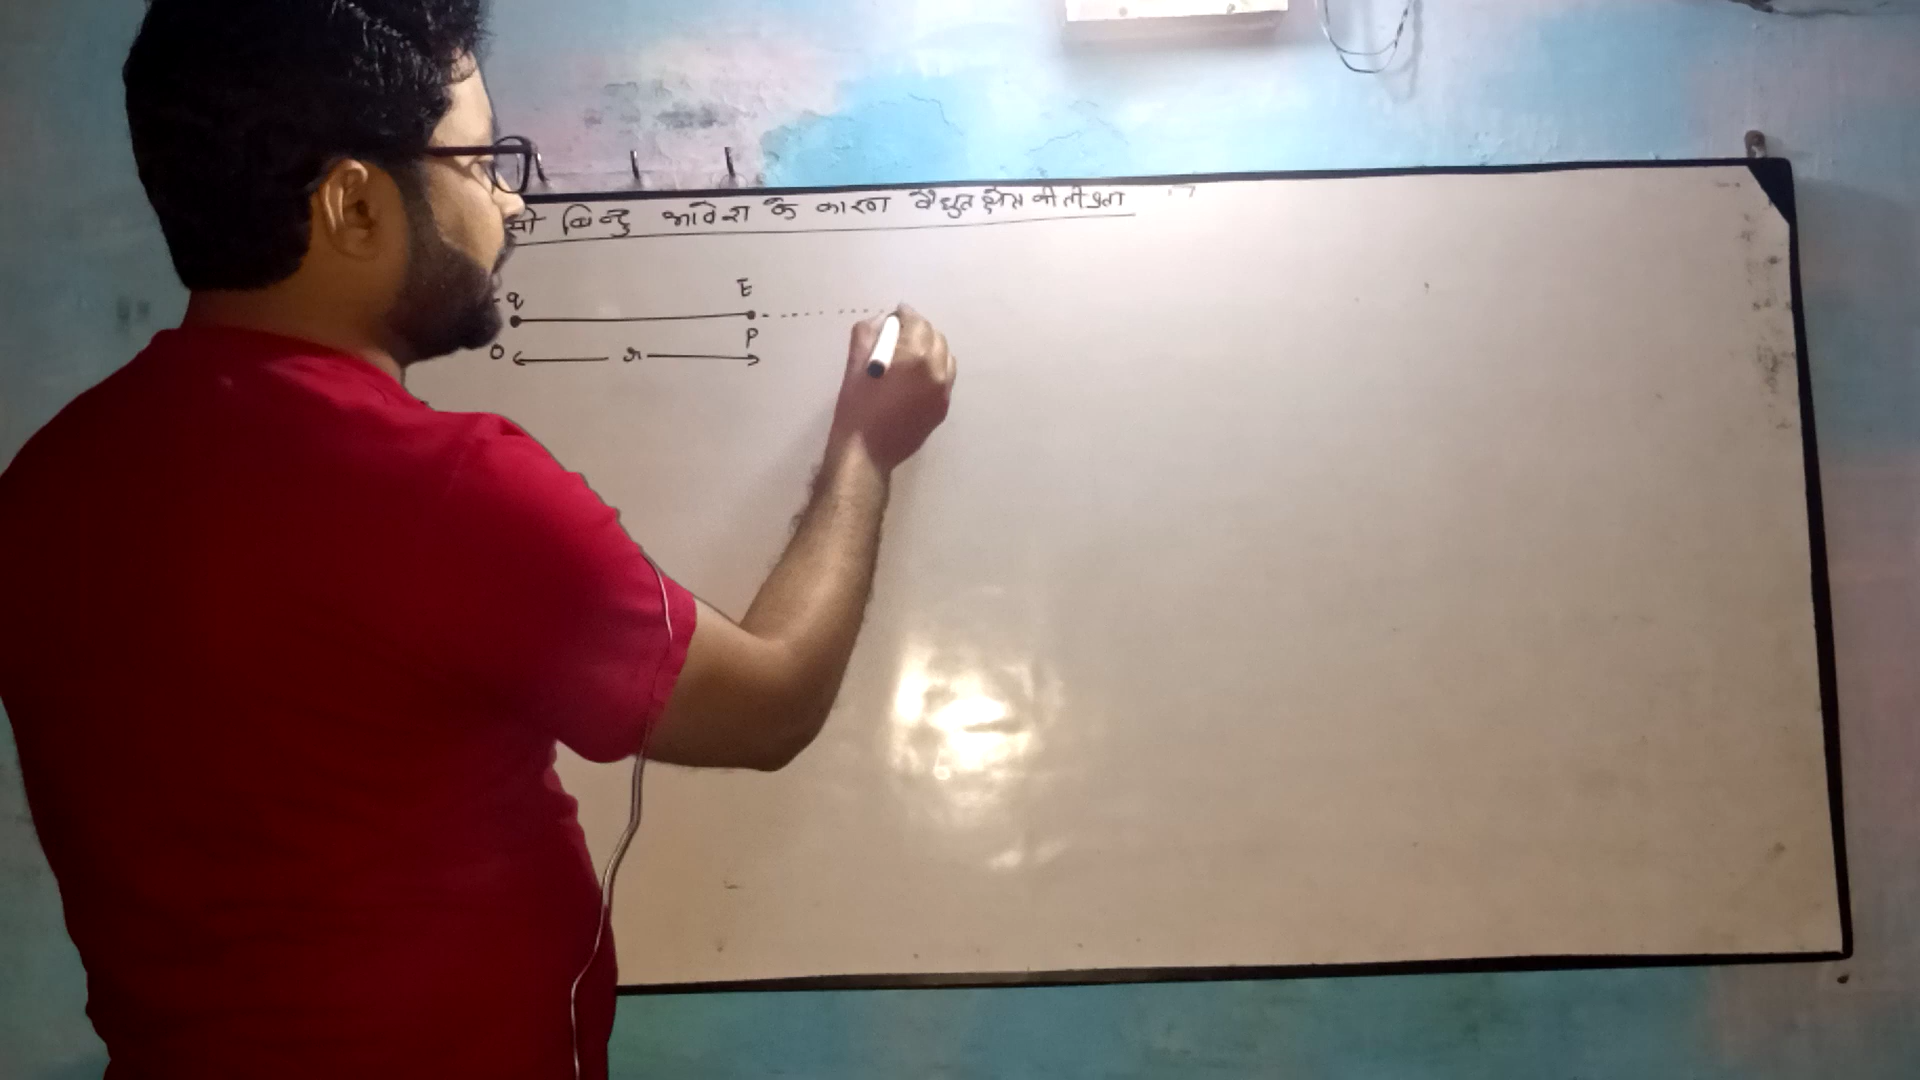 सी बिन्दु आवेश के कारण वैधुत क्षेत्र की तीव्रता
q E
O r P